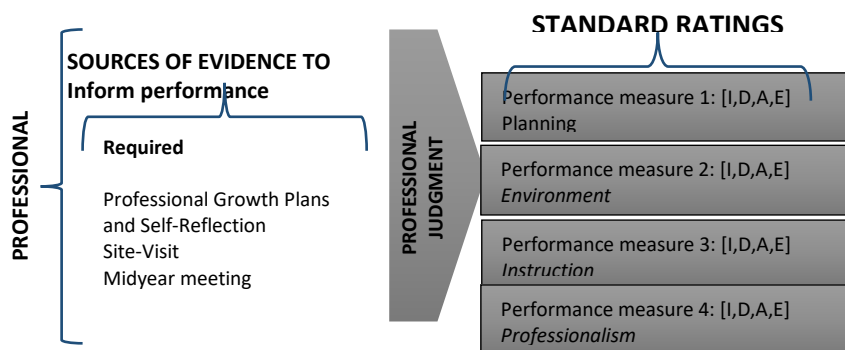 PROFESSIONAL
SOURCES OF EVIDENCE TO
Inform performance
Required
Professional Growth Plans
and Self-Reflection
Site-Visit
Midyear meeting
PROFESSIONAL
JUDGMENT
STANDARD RATINGS
Performance measure 1: [I,D,A,E]
Planning
Performance measure 2: [I,D,A,E]
Environment
Performance measure 3: [I,D,A,E]
Instruction
Performance measure 4: [I,D,A,E]
Professionalism